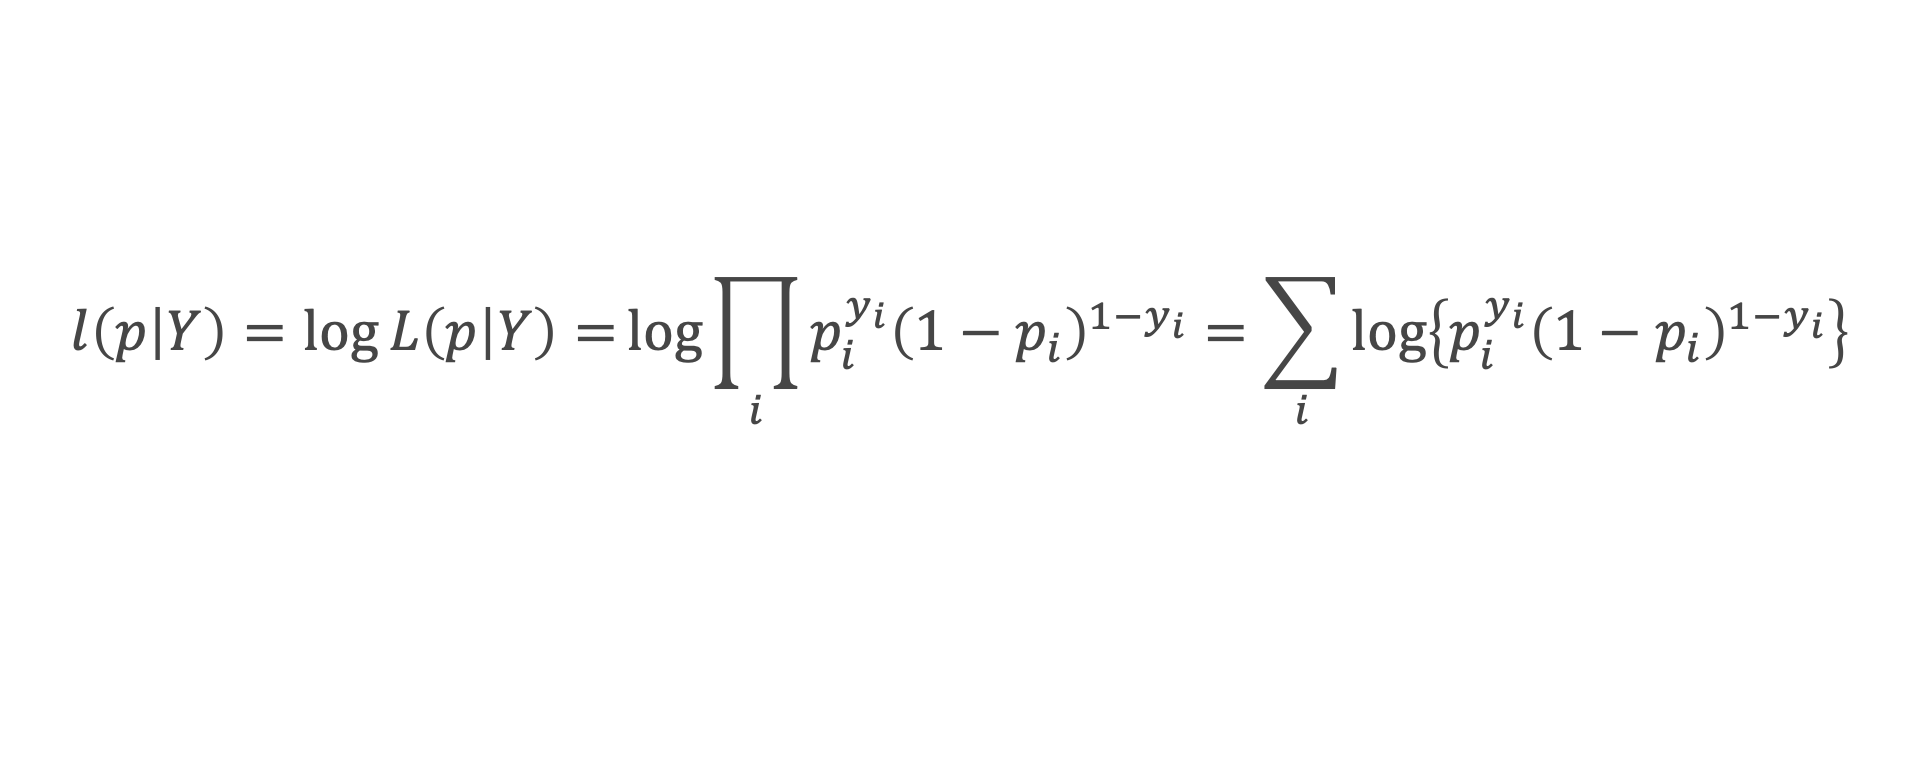 l(p|Y) = log L(p|Y) = log ∏_i p_i^{y_i}(1 − p_i)^{1−y_i} = ∑_i log{p_i^{y_i}(1 − p_i)^{1−y_i}}